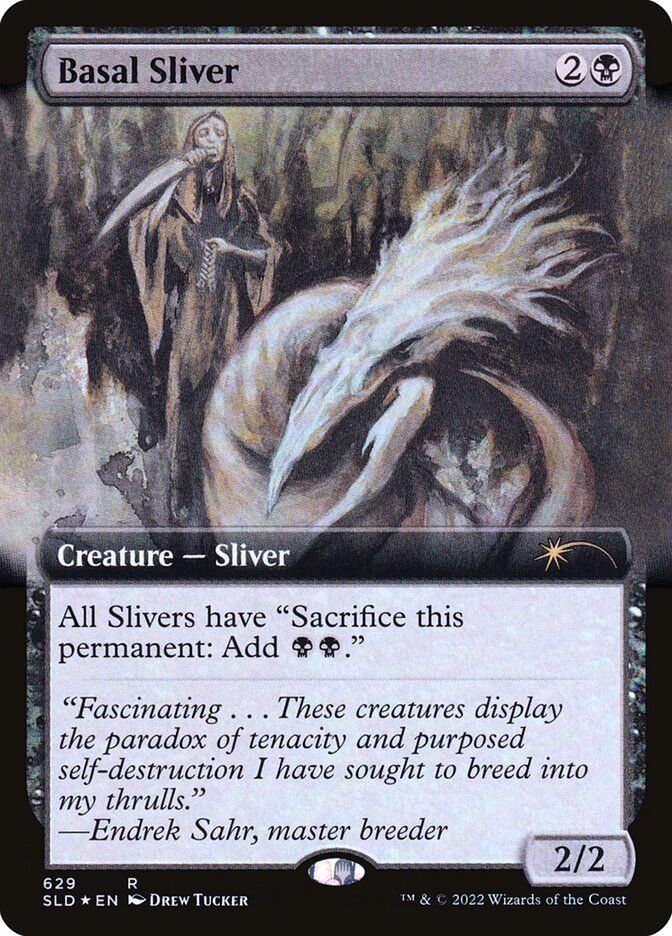 Basal Sliver 2
Creature — Sliver
All Slivers have “Sacrifice this
permanent: Add .”
“Fascinating . . . These creatures display
the paradox of tenacity and purposed
self-destruction I have sought to breed into
my thrulls.”
—Endrek Sahr, master breeder
2/2
629 R
SLD ★ EN Drew Tucker
™ & © 2022 Wizards of the Coast